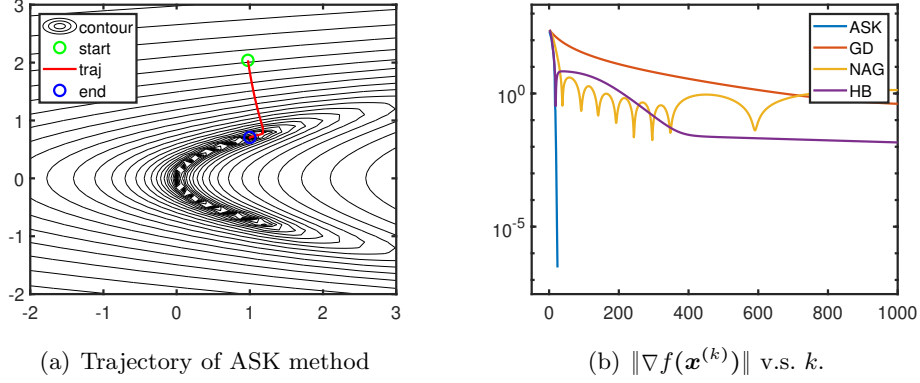 3
2
1
0
-1
-2
-2 -1 0 1 2 3
contour
start
traj
end
(a) Trajectory of ASK method
10^0
10^-5
0 200 400 600 800 1000
ASK
GD
NAG
HB
(b) ‖∇f(x^(k))‖ v.s. k.